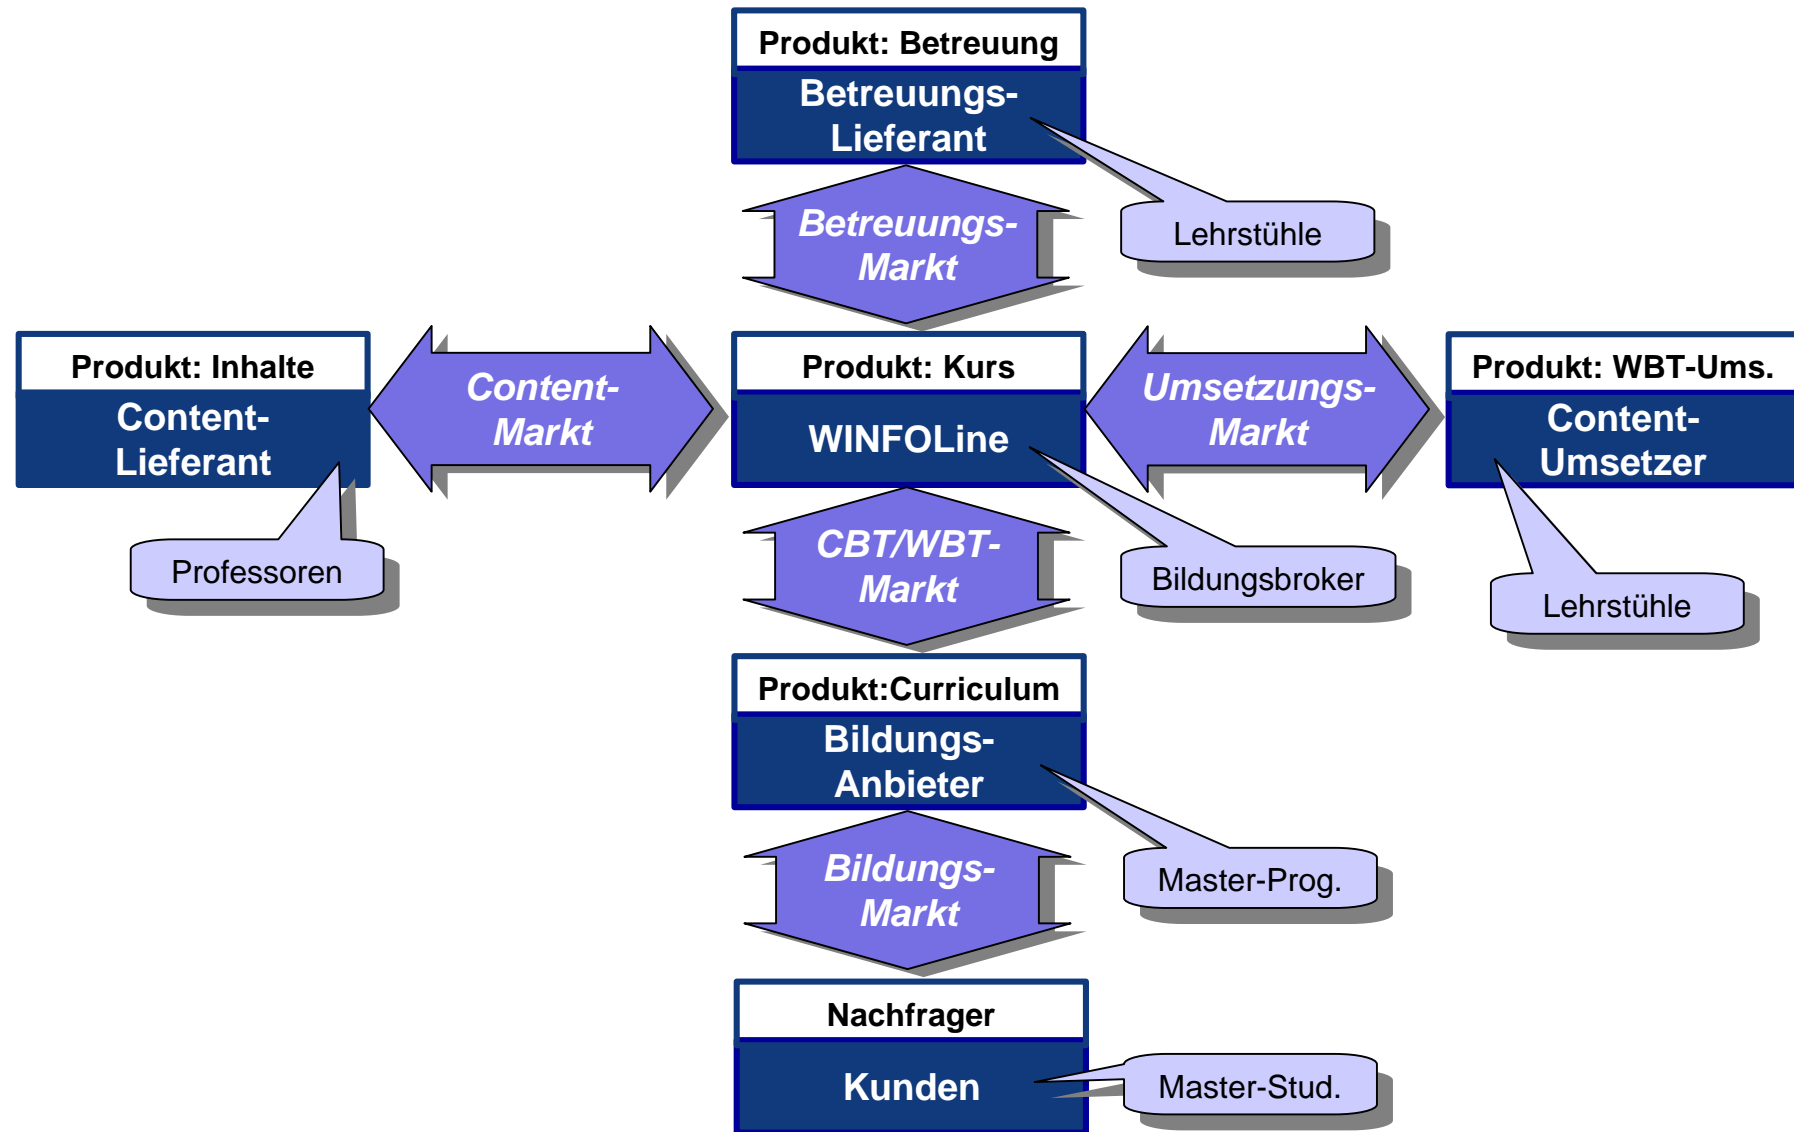 Produkt: Betreuung
Betreuungs-
Lieferant
Betreuungs-
Markt
Lehrstühle
Produkt: Inhalte
Content-
Lieferant
Professoren
Content-
Markt
Produkt: Kurs
WINFOLine
Bildungsbroker
Umsetzungs-
Markt
Produkt: WBT-Ums.
Content-
Umsetzer
Lehrstühle
CBT/WBT-
Markt
Produkt:Curriculum
Bildungs-
Anbieter
Master-Prog.
Bildungs-
Markt
Nachfrager
Kunden
Master-Stud.